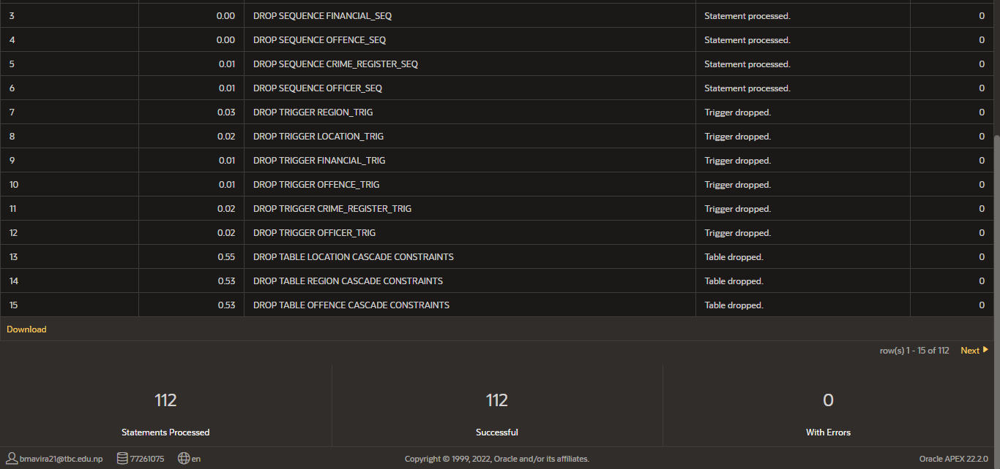 3 0.00 DROP SEQUENCE FINANCIAL_SEQ Statement processed. 0
4 0.00 DROP SEQUENCE OFFENCE_SEQ Statement processed. 0
5 0.01 DROP SEQUENCE CRIME_REGISTER_SEQ Statement processed. 0
6 0.01 DROP SEQUENCE OFFICER_SEQ Statement processed. 0
7 0.03 DROP TRIGGER REGION_TRIG Trigger dropped. 0
8 0.02 DROP TRIGGER LOCATION_TRIG Trigger dropped. 0
9 0.01 DROP TRIGGER FINANCIAL_TRIG Trigger dropped. 0
10 0.01 DROP TRIGGER OFFENCE_TRIG Trigger dropped. 0
11 0.02 DROP TRIGGER CRIME_REGISTER_TRIG Trigger dropped. 0
12 0.02 DROP TRIGGER OFFICER_TRIG Trigger dropped. 0
13 0.55 DROP TABLE LOCATION CASCADE CONSTRAINTS Table dropped. 0
14 0.53 DROP TABLE REGION CASCADE CONSTRAINTS Table dropped. 0
15 0.53 DROP TABLE OFFENCE CASCADE CONSTRAINTS Table dropped. 0
Download
row(s) 1 - 15 of 112 Next
112 112 0
Statements Processed Successful With Errors
bmavira21@tbc.edu.np 77261075 en Copyright © 1999, 2022, Oracle and/or its affiliates. Oracle APEX 22.2.0